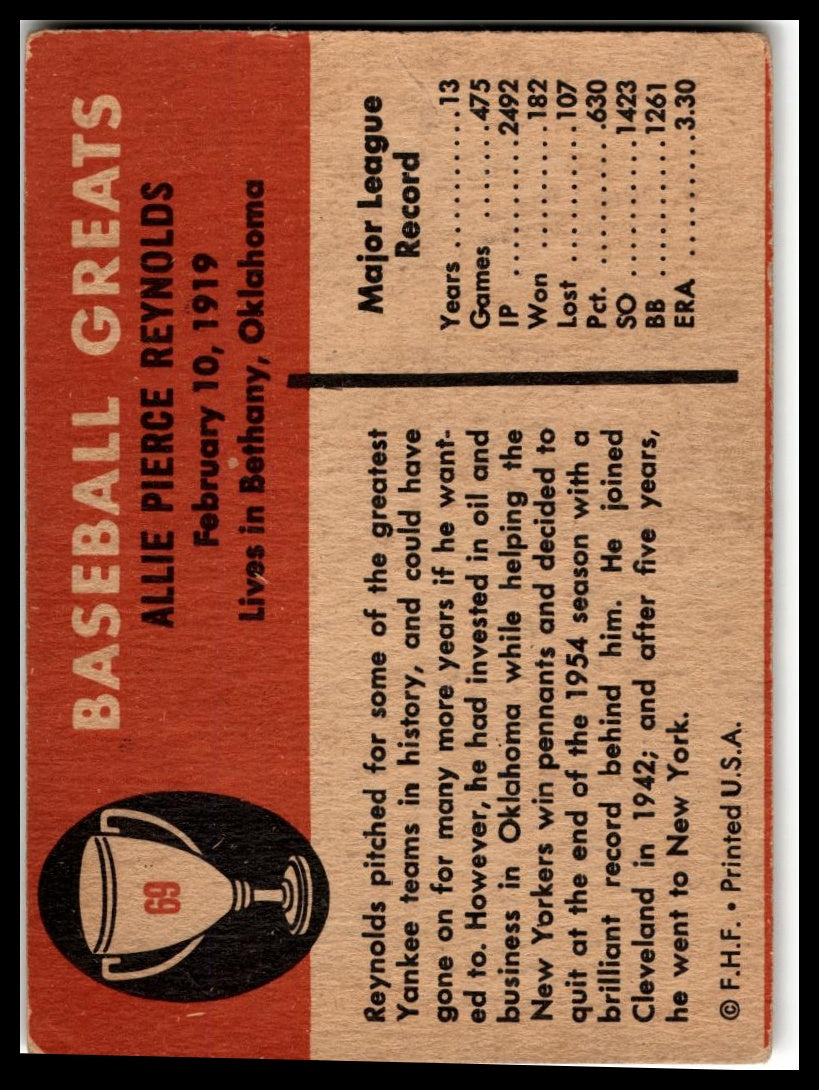 69
BASEBALL GREATS
ALLIE PIERCE REYNOLDS
February 10, 1919
Lives in Bethany, Oklahoma
Reynolds pitched for some of the greatest
Yankee teams in history, and could have
gone on for many more years if he want-
ed to. However, he had invested in oil and
business in Oklahoma while helping the
New Yorkers win pennants and decided to
quit at the end of the 1954 season with a
brilliant record behind him. He joined
Cleveland in 1942; and after five years,
he went to New York.
© F.H.F. • Printed U.S.A.
Major League
Record
Years ..........13
Games ......475
IP ............2492
Won ..........182
Lost ..........107
Pct. ..........630
SO ..........1423
BB ..........1261
ERA ..........3.30